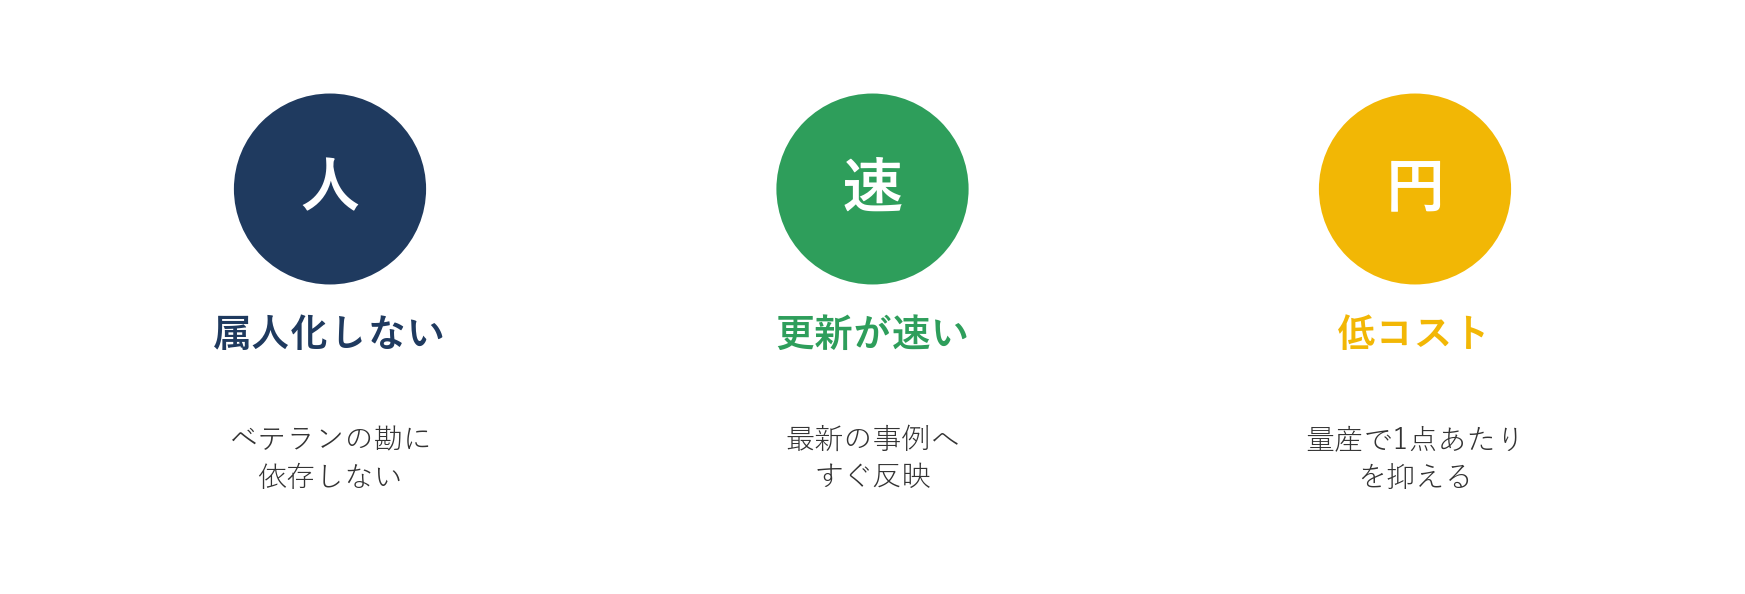 人
属人化しない
ベテランの勘に
依存しない
速
更新が速い
最新の事例へ
すぐ反映
円
低コスト
量産で1点あたり
を抑える